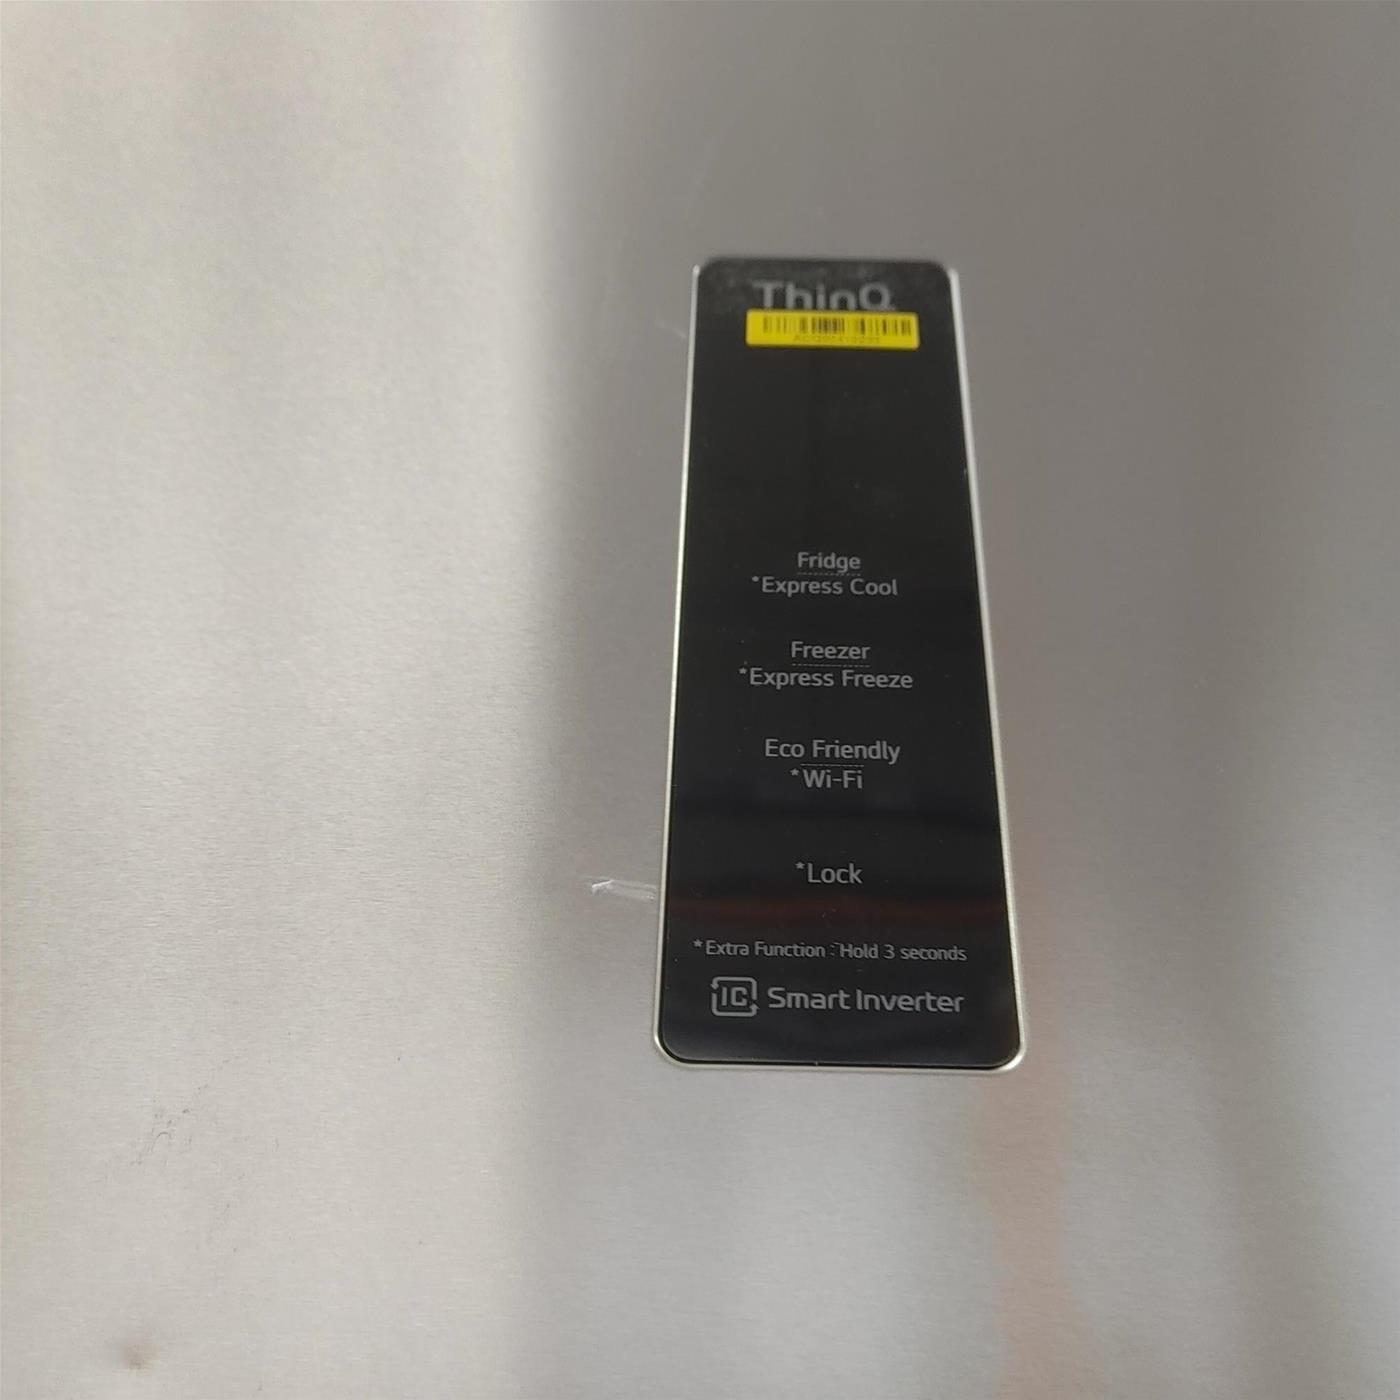 ThinQ
Fridge
*Express Cool
Freezer
*Express Freeze
Eco Friendly
*Wi-Fi
*Lock
*Extra Function : Hold 3 seconds
IC Smart Inverter